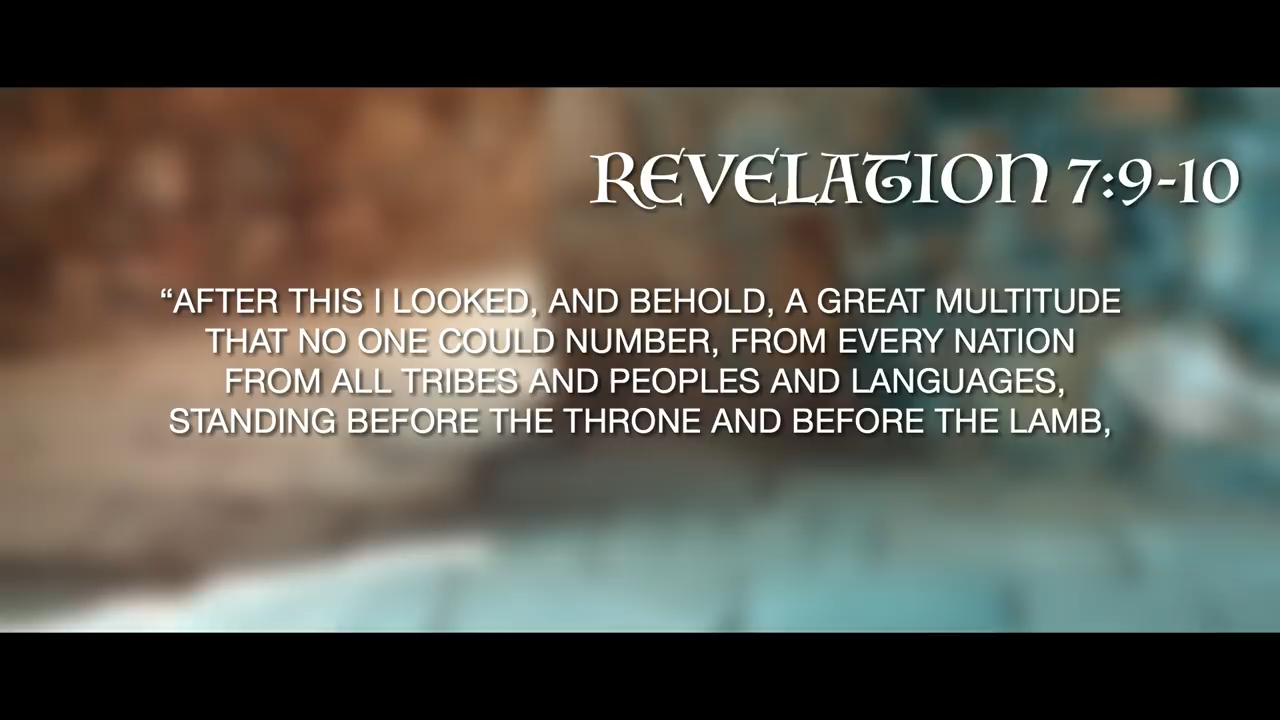 REVELATION 7:9-10
“AFTER THIS I LOOKED, AND BEHOLD, A GREAT MULTITUDE
THAT NO ONE COULD NUMBER, FROM EVERY NATION
FROM ALL TRIBES AND PEOPLES AND LANGUAGES,
STANDING BEFORE THE THRONE AND BEFORE THE LAMB,